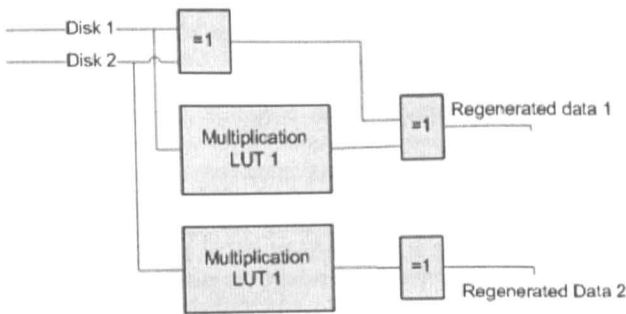 Disk 1
=1
Disk 2
Regenerated data 1
=1
Multiplication
LUT 1
Multiplication
LUT 1
=1
Regenerated Data 2